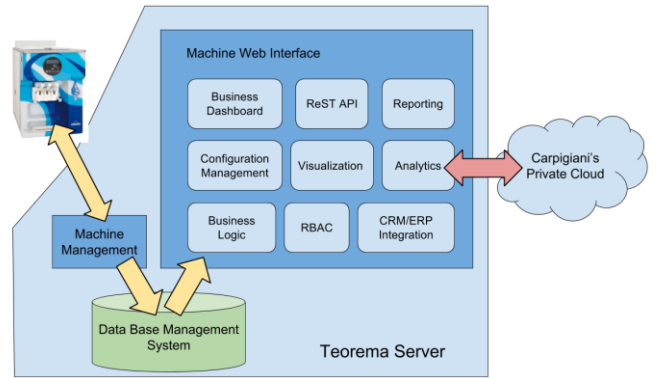 Machine Web Interface
Business
Dashboard
ReST API
Reporting
Configuration
Management
Visualization
Analytics
Carpigiani's
Private Cloud
Business
Logic
RBAC
CRM/ERP
Integration
Machine
Management
Data Base Management
System
Teorema Server